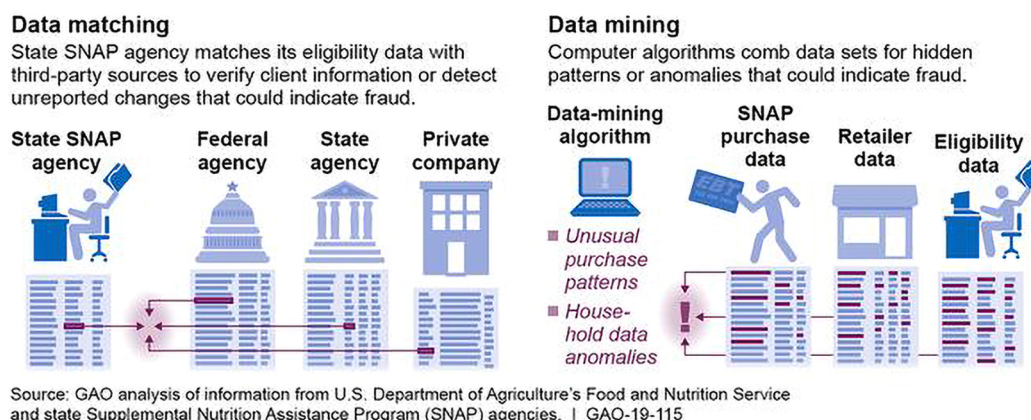 Data matching
State SNAP agency matches its eligibility data with
third-party sources to verify client information or detect
unreported changes that could indicate fraud.
State SNAP
agency
Federal
agency
State
agency
Private
company
Data mining
Computer algorithms comb data sets for hidden
patterns or anomalies that could indicate fraud.
Data-mining
algorithm
!
Unusual
purchase
patterns
House-
hold data
anomalies
SNAP
purchase
data
EBT
Retailer
data
Eligibility
data
!
Source: GAO analysis of information from U.S. Department of Agriculture's Food and Nutrition Service
and state Supplemental Nutrition Assistance Program (SNAP) agencies. | GAO-19-115